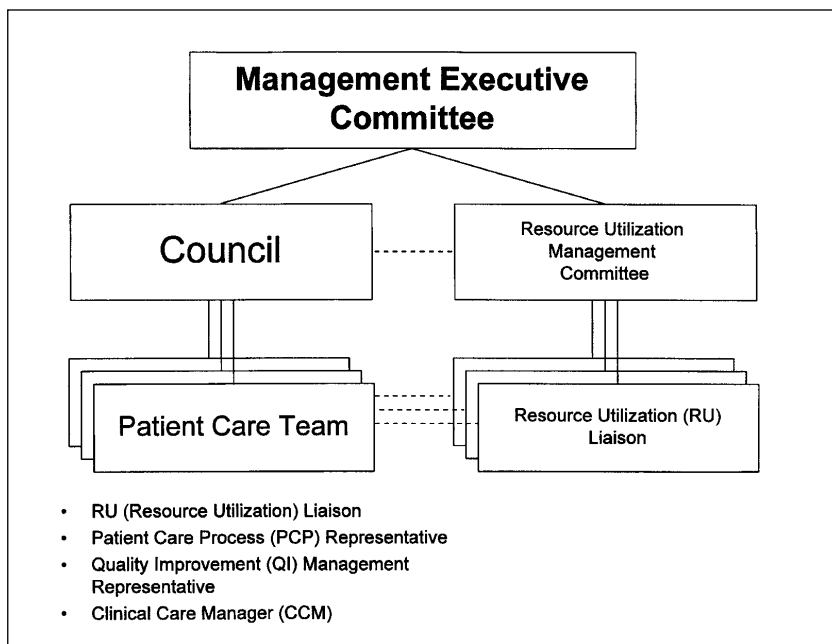 Management Executive
Committee
Council
Resource Utilization
Management
Committee
Patient Care Team
Resource Utilization (RU)
Liaison
• RU (Resource Utilization) Liaison
• Patient Care Process (PCP) Representative
• Quality Improvement (QI) Management
Representative
• Clinical Care Manager (CCM)